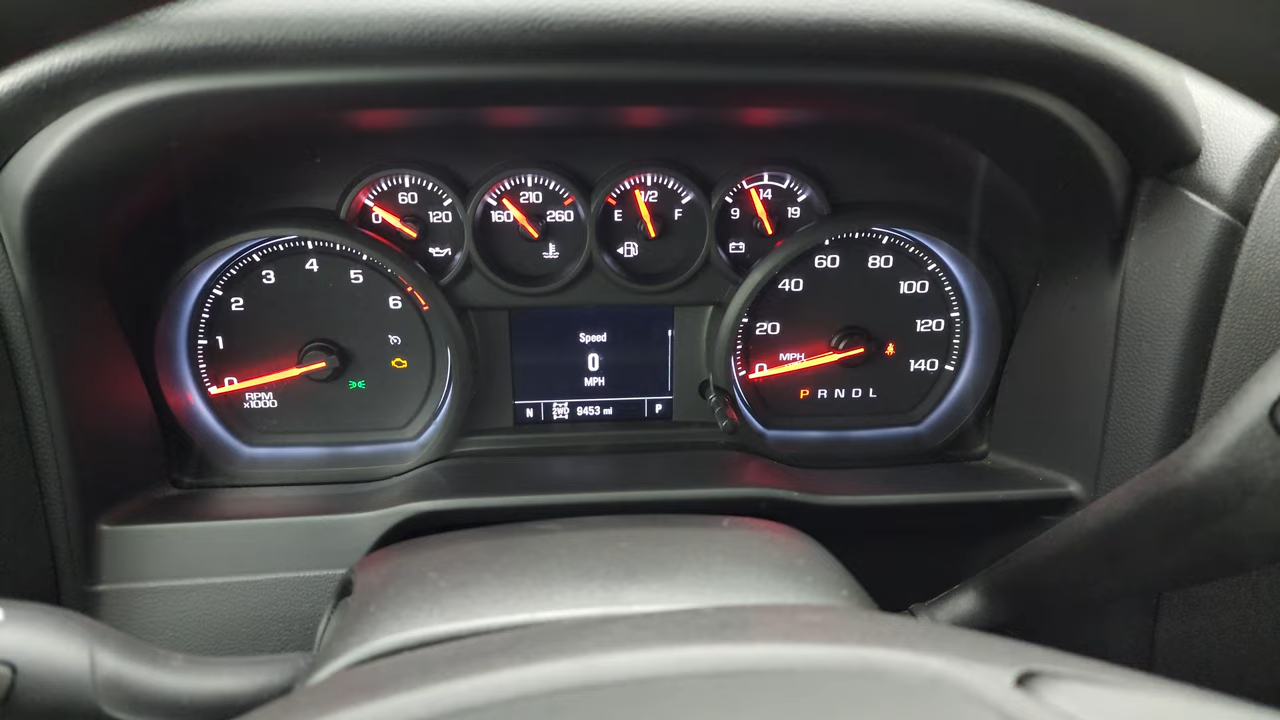 0 60 120
160 210 260
E 1/2 F
9 14 19
0 1 2 3 4 5 6
RPM
x1000
Speed
0
MPH
N 2WD 9453 mi P
0 20 40 60 80 100 120 140
MPH
P R N D L